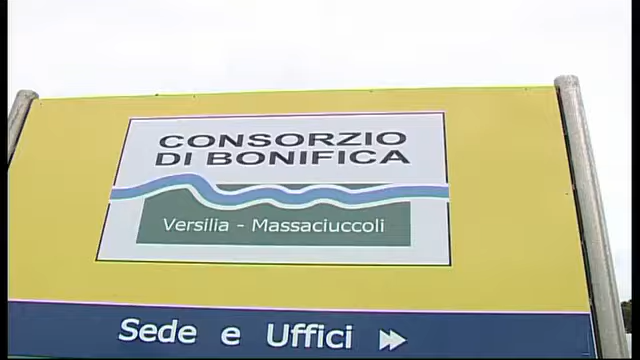 CONSORZIO
DI BONIFICA
Versilia - Massaciuccoli
Sede e Uffici